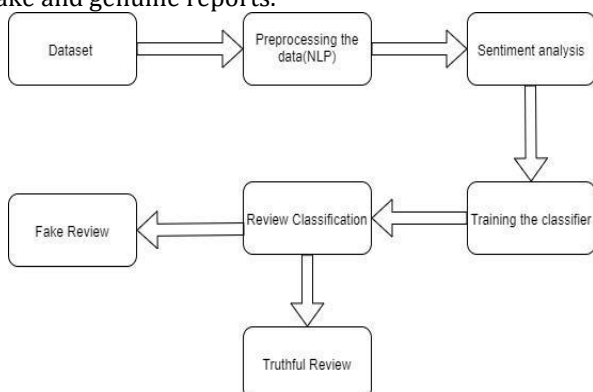 ake and genuine reports.
Dataset
Preprocessing the
data(NLP)
Sentiment analysis
Training the classifier
Review Classification
Fake Review
Truthful Review